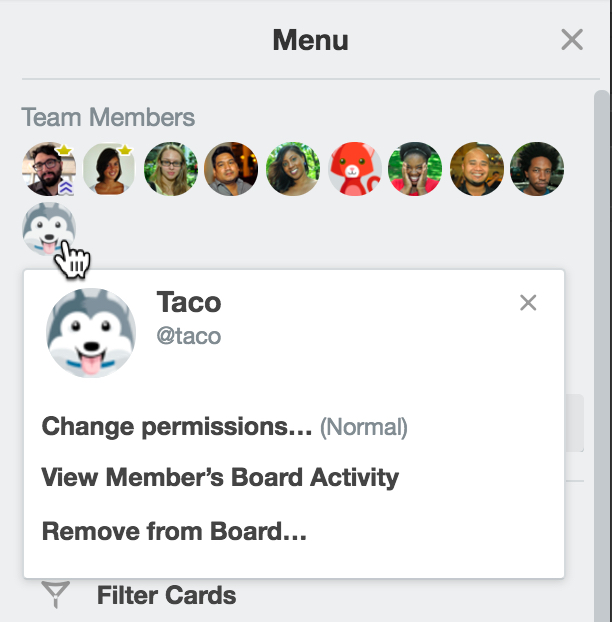 Menu
Team Members
Taco
@taco
Change permissions... (Normal)
View Member’s Board Activity
Remove from Board...
Filter Cards